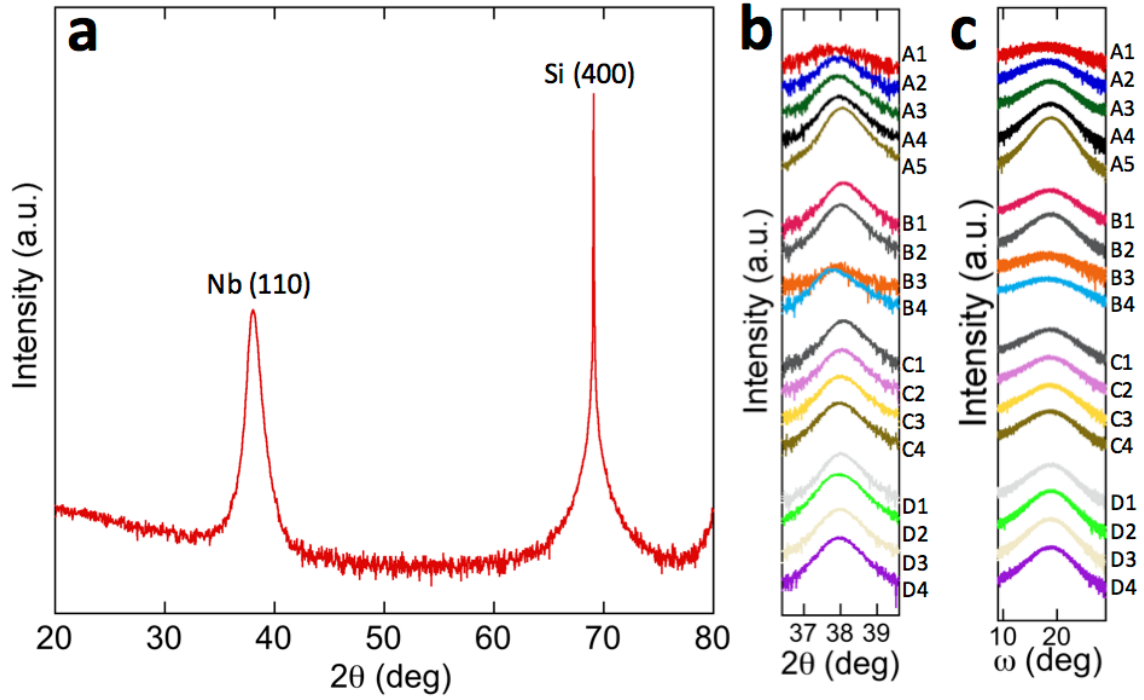 a
Si (400)
Nb (110)
Intensity (a.u.)
20 30 40 50 60 70 80
2θ (deg)
b
A1
A2
A3
A4
A5
B1
B2
B3
B4
C1
C2
C3
C4
D1
D2
D3
D4
Intensity (a.u.)
37 38 39
2θ (deg)
c
A1
A2
A3
A4
A5
B1
B2
B3
B4
C1
C2
C3
C4
D1
D2
D3
D4
Intensity (a.u.)
10 20
ω (deg)